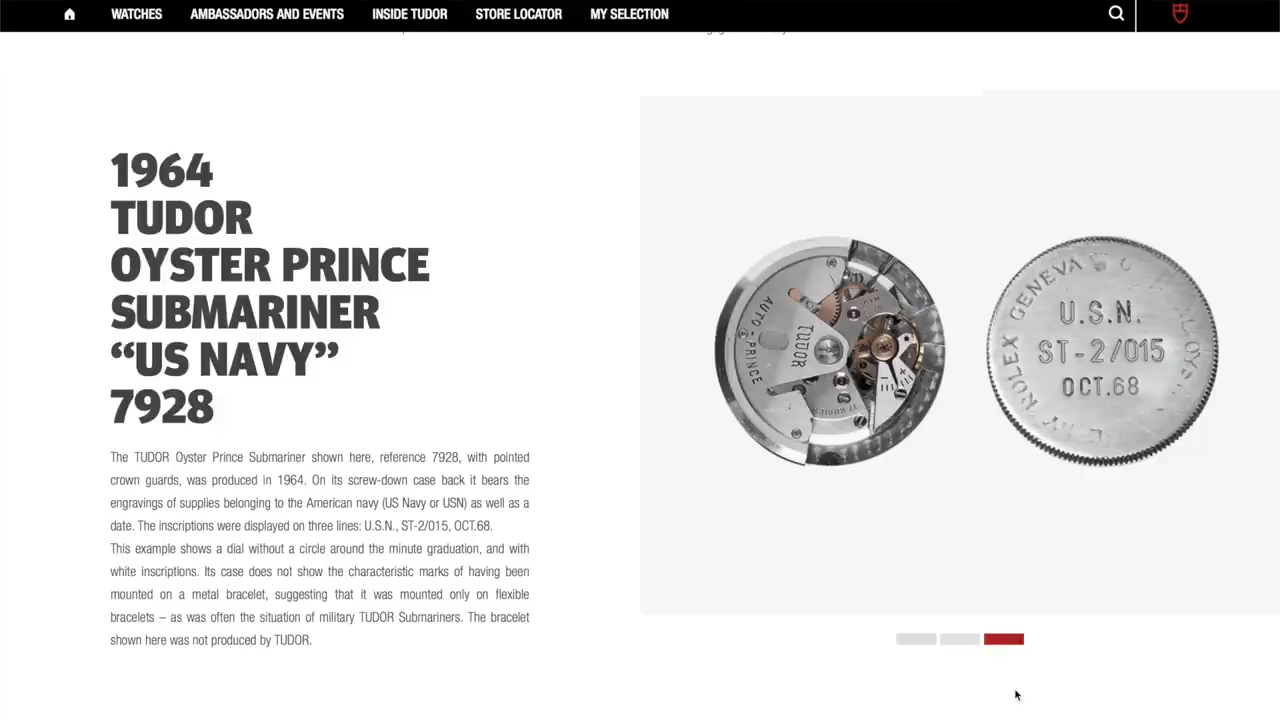 WATCHES AMBASSADORS AND EVENTS INSIDE TUDOR STORE LOCATOR MY SELECTION
1964
TUDOR
OYSTER PRINCE
SUBMARINER
“US NAVY”
7928
The TUDOR Oyster Prince Submariner shown here, reference 7928, with pointed
crown guards, was produced in 1964. On its screw-down case back it bears the
engravings of supplies belonging to the American navy (US Navy or USN) as well as a
date. The inscriptions were displayed on three lines: U.S.N., ST-2/015, OCT.68.
This example shows a dial without a circle around the minute graduation, and with
white inscriptions. Its case does not show the characteristic marks of having been
mounted on a metal bracelet, suggesting that it was mounted only on flexible
bracelets – as was often the situation of military TUDOR Submariners. The bracelet
shown here was not produced by TUDOR.
AUTO-PRINCE
TUDOR
ROLEX GENEVA
U.S.N.
ST-2/015
OCT.68